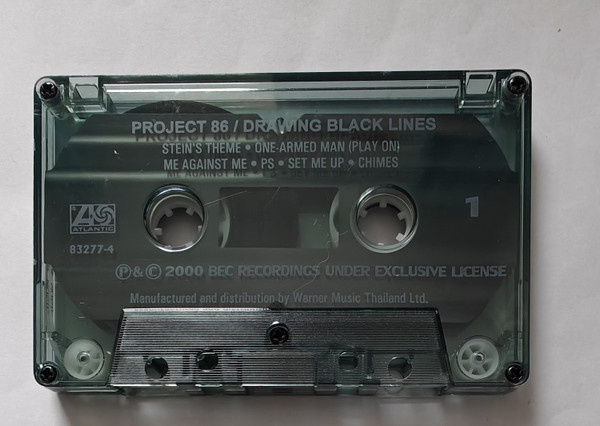 PROJECT 86 / DRAWING BLACK LINES
STEIN'S THEME • ONE-ARMED MAN (PLAY ON)
ME AGAINST ME • PS • SET ME UP • CHIMES
1
ATLANTIC
83277-4
℗&© 2000 BEC RECORDINGS UNDER EXCLUSIVE LICENSE
Manufactured and distribution by Warner Music Thailand Ltd.